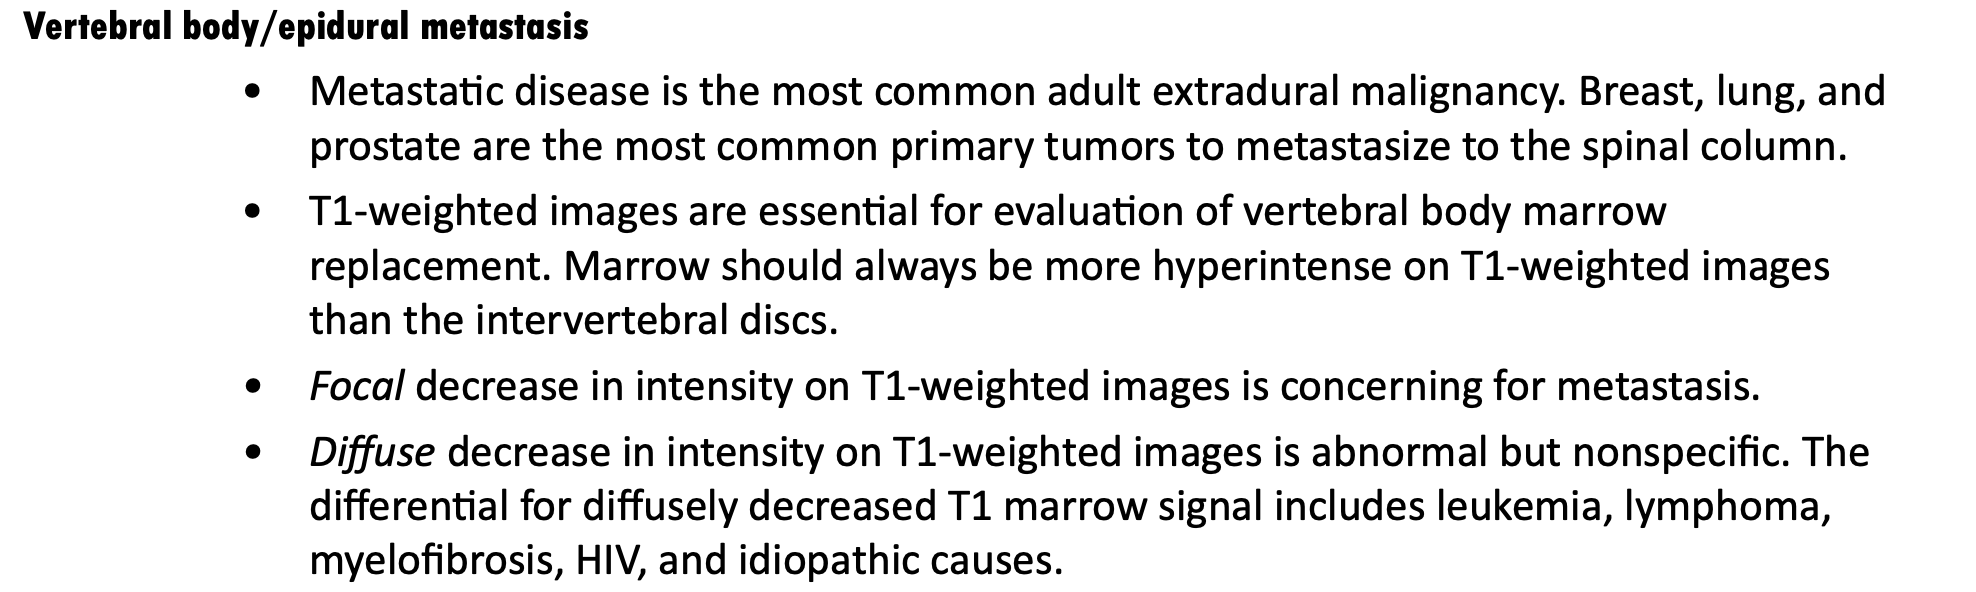 Vertebral body/epidural metastasis
• Metastatic disease is the most common adult extradural malignancy. Breast, lung, and
prostate are the most common primary tumors to metastasize to the spinal column.
• T1-weighted images are essential for evaluation of vertebral body marrow
replacement. Marrow should always be more hyperintense on T1-weighted images
than the intervertebral discs.
• Focal decrease in intensity on T1-weighted images is concerning for metastasis.
• Diffuse decrease in intensity on T1-weighted images is abnormal but nonspecific. The
differential for diffusely decreased T1 marrow signal includes leukemia, lymphoma,
myelofibrosis, HIV, and idiopathic causes.